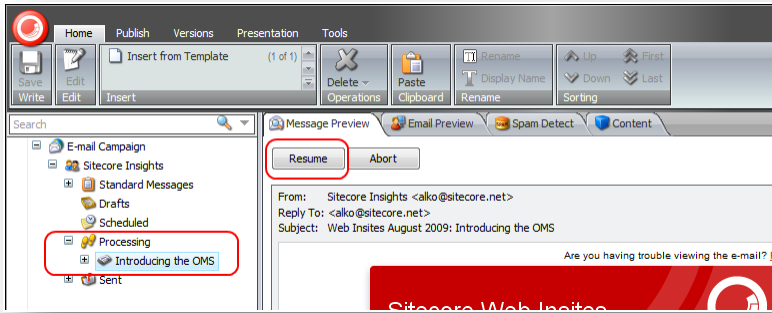 Home Publish Versions Presentation Tools
Insert from Template (1 of 1) Rename Up First
Save Edit Delete Paste Display Name Down Last
Write Edit Insert Operations Clipboard Rename Sorting
Search
Message Preview Email Preview Spam Detect Content
E-mail Campaign
Sitecore Insights
Standard Messages
Drafts
Scheduled
Processing
Introducing the OMS
Sent
Resume Abort
From: Sitecore Insights <alko@sitecore.net>
Reply To: <alko@sitecore.net>
Subject: Web Insites August 2009: Introducing the OMS
Are you having trouble viewing the e-mail?
Sitecore Web Insites